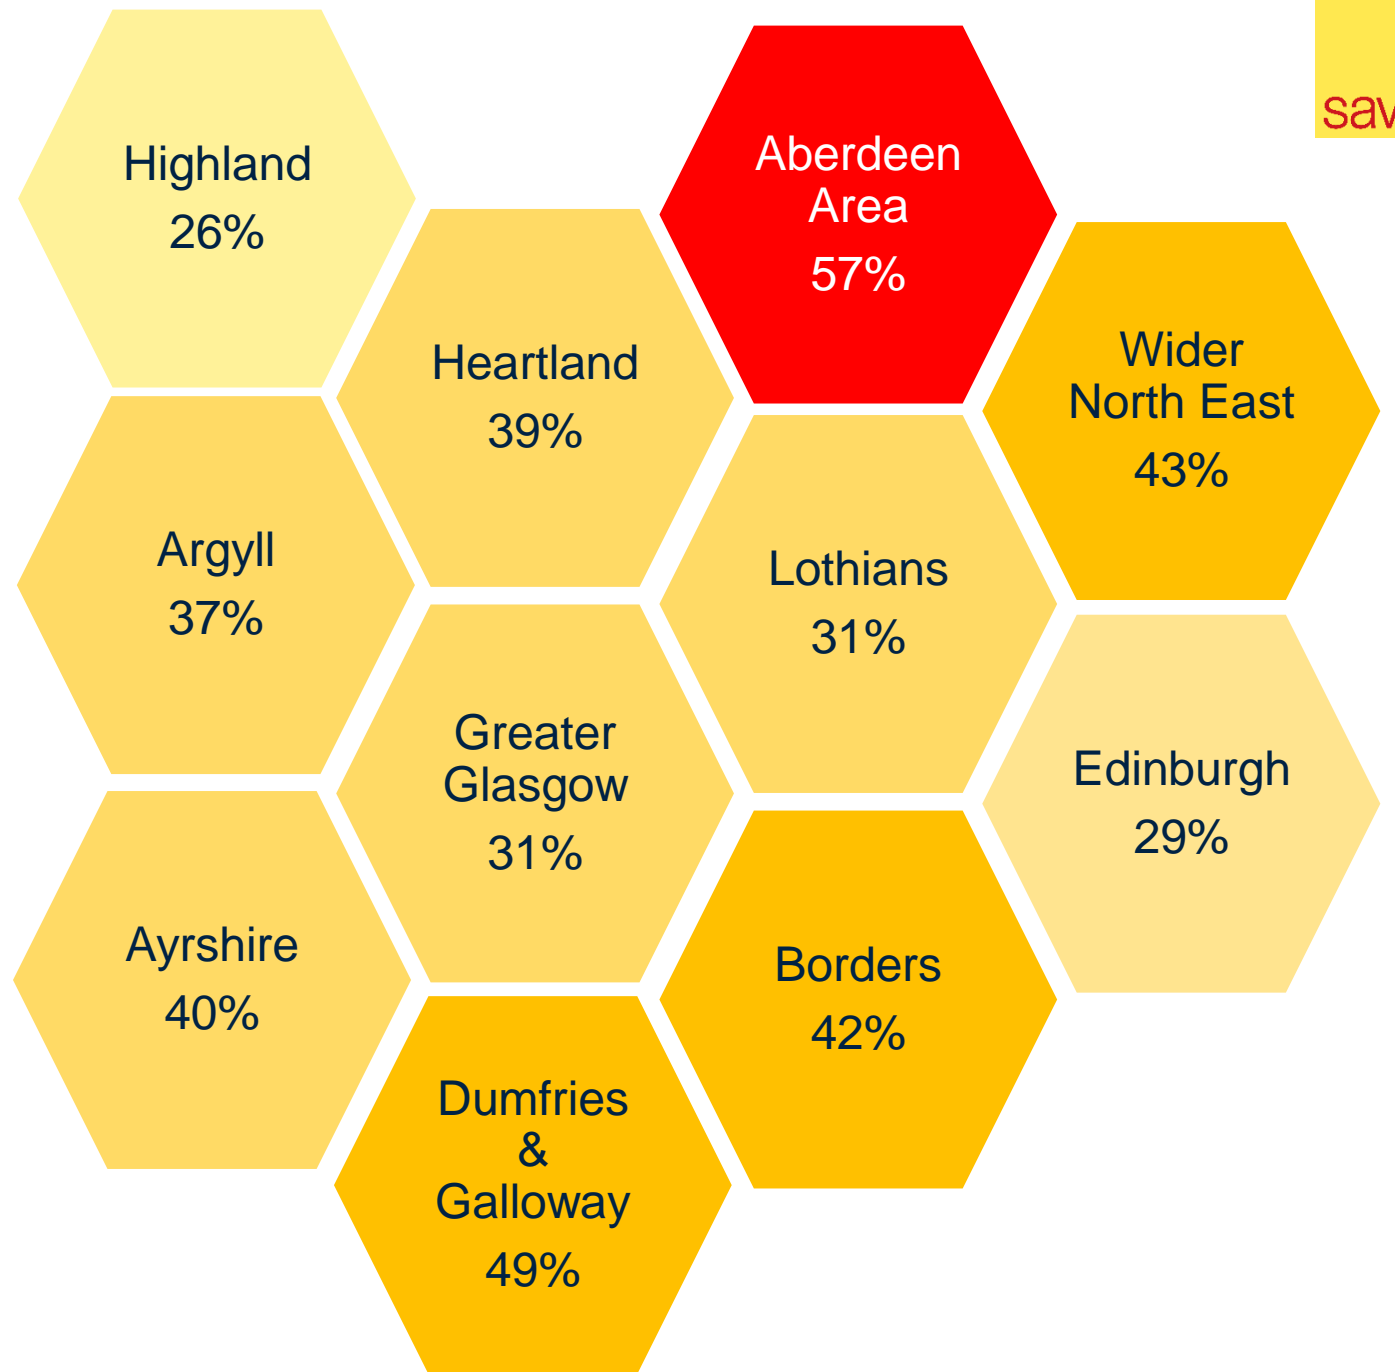 Highland
26%
Aberdeen
Area
57%
sav
Heartland
39%
Wider
North East
43%
Argyll
37%
Lothians
31%
Greater
Glasgow
31%
Edinburgh
29%
Ayrshire
40%
Borders
42%
Dumfries
&
Galloway
49%